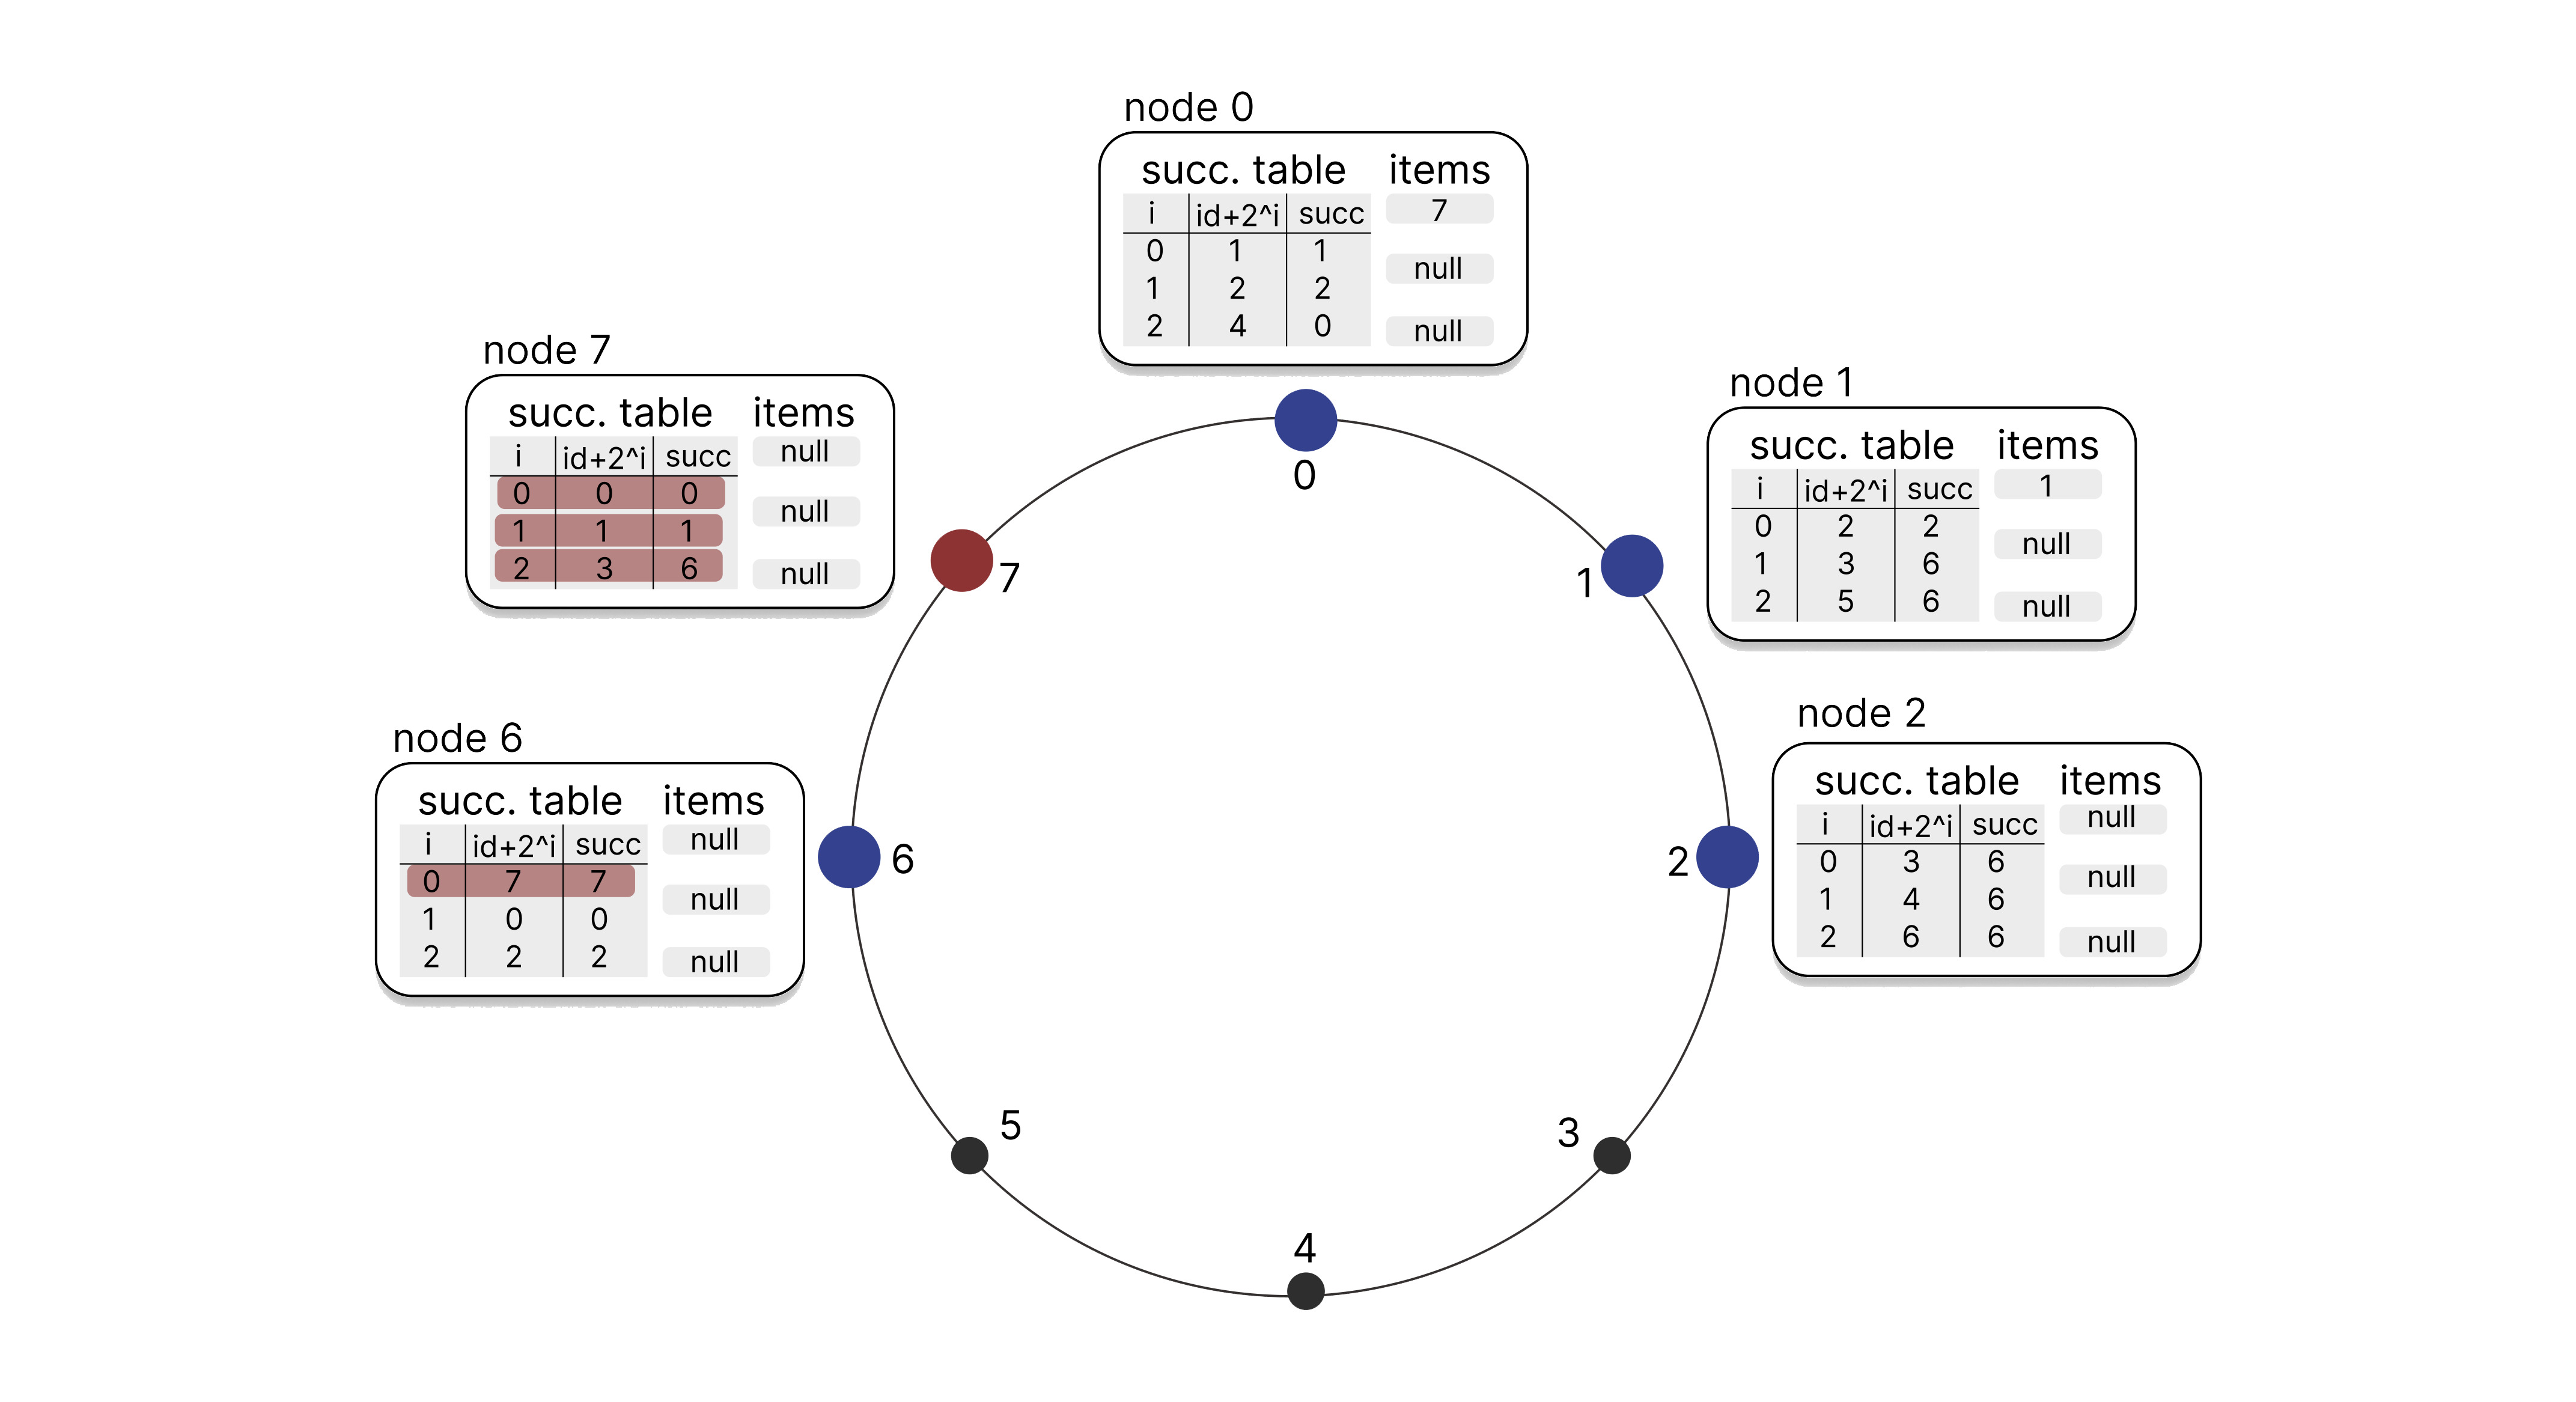 node 0
succ. table items
i id+2^i succ 7
0 1 1
null
1 2 2
2 4 0 null
node 7
succ. table items
i id+2^i succ null
0 0 0
null
1 1 1
2 3 6 null
node 1
succ. table items
i id+2^i succ 1
0 2 2
null
1 3 6
2 5 6 null
node 6
succ. table items
i id+2^i succ null
0 7 7
null
1 0 0
2 2 2 null
node 2
succ. table items
i id+2^i succ null
0 3 6
null
1 4 6
2 6 6 null
0
1
2
3
4
5
6
7